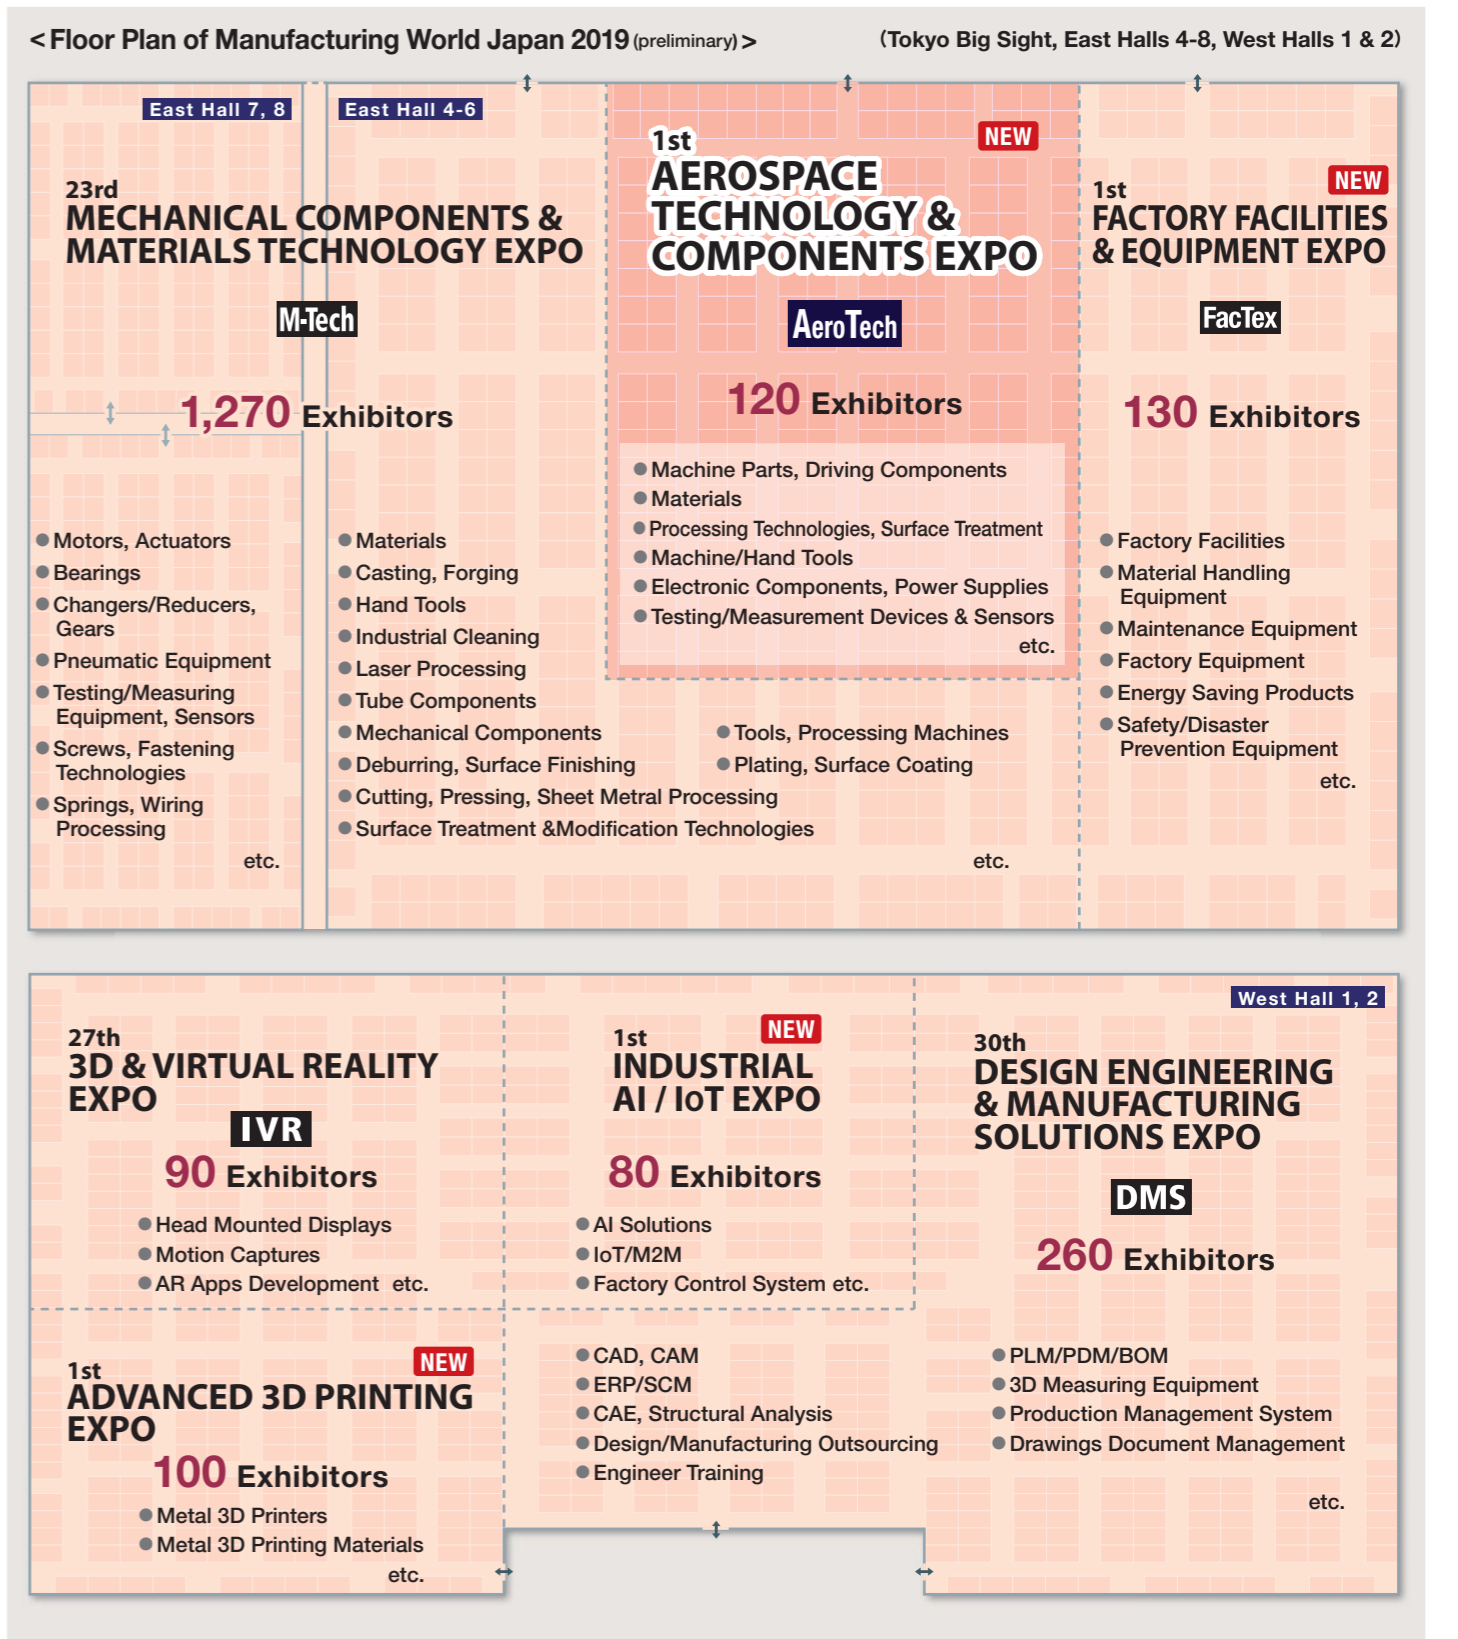 < Floor Plan of Manufacturing World Japan 2019 (preliminary) >
(Tokyo Big Sight, East Halls 4-8, West Halls 1 & 2)
East Hall 7, 8
East Hall 4-6
23rd
MECHANICAL COMPONENTS &
MATERIALS TECHNOLOGY EXPO
M-Tech
1,270 Exhibitors
● Motors, Actuators
● Bearings
● Changers/Reducers,
Gears
● Pneumatic Equipment
● Testing/Measuring
Equipment, Sensors
● Screws, Fastening
Technologies
● Springs, Wiring
Processing
etc.
● Materials
● Casting, Forging
● Hand Tools
● Industrial Cleaning
● Laser Processing
● Tube Components
● Mechanical Components
● Deburring, Surface Finishing
● Cutting, Pressing, Sheet Metral Processing
● Surface Treatment &Modification Technologies
● Tools, Processing Machines
● Plating, Surface Coating
etc.
NEW
1st
AEROSPACE
TECHNOLOGY &
COMPONENTS EXPO
AeroTech
120 Exhibitors
● Machine Parts, Driving Components
● Materials
● Processing Technologies, Surface Treatment
● Machine/Hand Tools
● Electronic Components, Power Supplies
● Testing/Measurement Devices & Sensors
etc.
NEW
1st
FACTORY FACILITIES
& EQUIPMENT EXPO
FacTex
130 Exhibitors
● Factory Facilities
● Material Handling
Equipment
● Maintenance Equipment
● Factory Equipment
● Energy Saving Products
● Safety/Disaster
Prevention Equipment
etc.
West Hall 1, 2
27th
3D & VIRTUAL REALITY
EXPO
IVR
90 Exhibitors
● Head Mounted Displays
● Motion Captures
● AR Apps Development etc.
NEW
1st
INDUSTRIAL
AI / IoT EXPO
80 Exhibitors
● AI Solutions
● IoT/M2M
● Factory Control System etc.
30th
DESIGN ENGINEERING
& MANUFACTURING
SOLUTIONS EXPO
DMS
260 Exhibitors
● CAD, CAM
● ERP/SCM
● CAE, Structural Analysis
● Design/Manufacturing Outsourcing
● Engineer Training
● PLM/PDM/BOM
● 3D Measuring Equipment
● Production Management System
● Drawings Document Management
etc.
NEW
1st
ADVANCED 3D PRINTING
EXPO
100 Exhibitors
● Metal 3D Printers
● Metal 3D Printing Materials
etc.